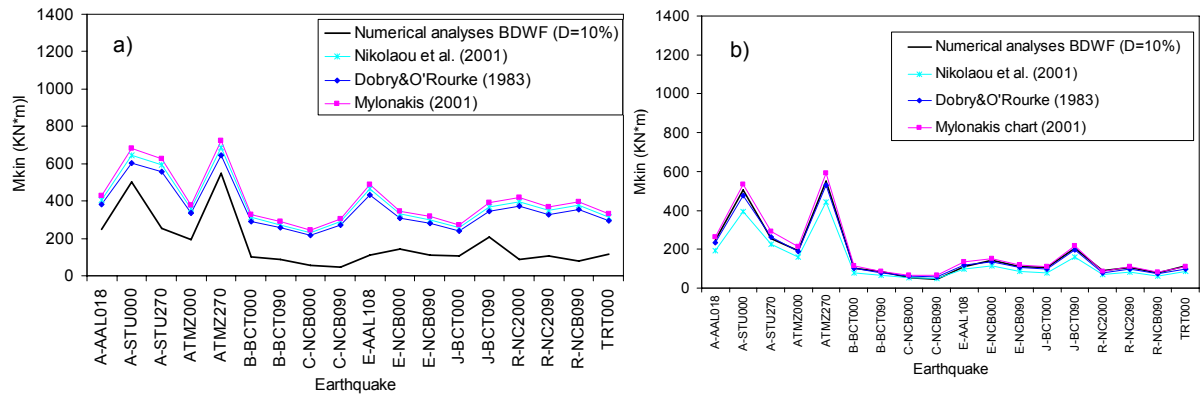 a)
1400
1200
1000
800
600
400
200
0
Mkin (KN*m)l
Numerical analyses BDWF (D=10%)
Nikolaou et al. (2001)
Dobry&O'Rourke (1983)
Mylonakis (2001)
A-AAL018
A-STU000
A-STU270
ATMZ000
ATMZ270
B-BCT000
B-BCT090
C-NCB000
C-NCB090
E-AAL108
E-NCB000
E-NCB090
J-BCT000
J-BCT090
R-NC2000
R-NC2090
R-NCB090
TRT000
Earthquake
b)
1400
1200
1000
800
600
400
200
0
Mkin (KN*m)
Numerical analyses BDWF (D=10%)
Nikolaou et al. (2001)
Dobry&O'Rourke (1983)
Mylonakis chart (2001)
A-AAL018
A-STU000
A-STU270
ATMZ000
ATMZ270
B-BCT000
B-BCT090
C-NCB000
C-NCB090
E-AAL108
E-NCB000
E-NCB090
J-BCT000
J-BCT090
R-NC2000
R-NC2090
R-NCB090
TRT000
Earthquake